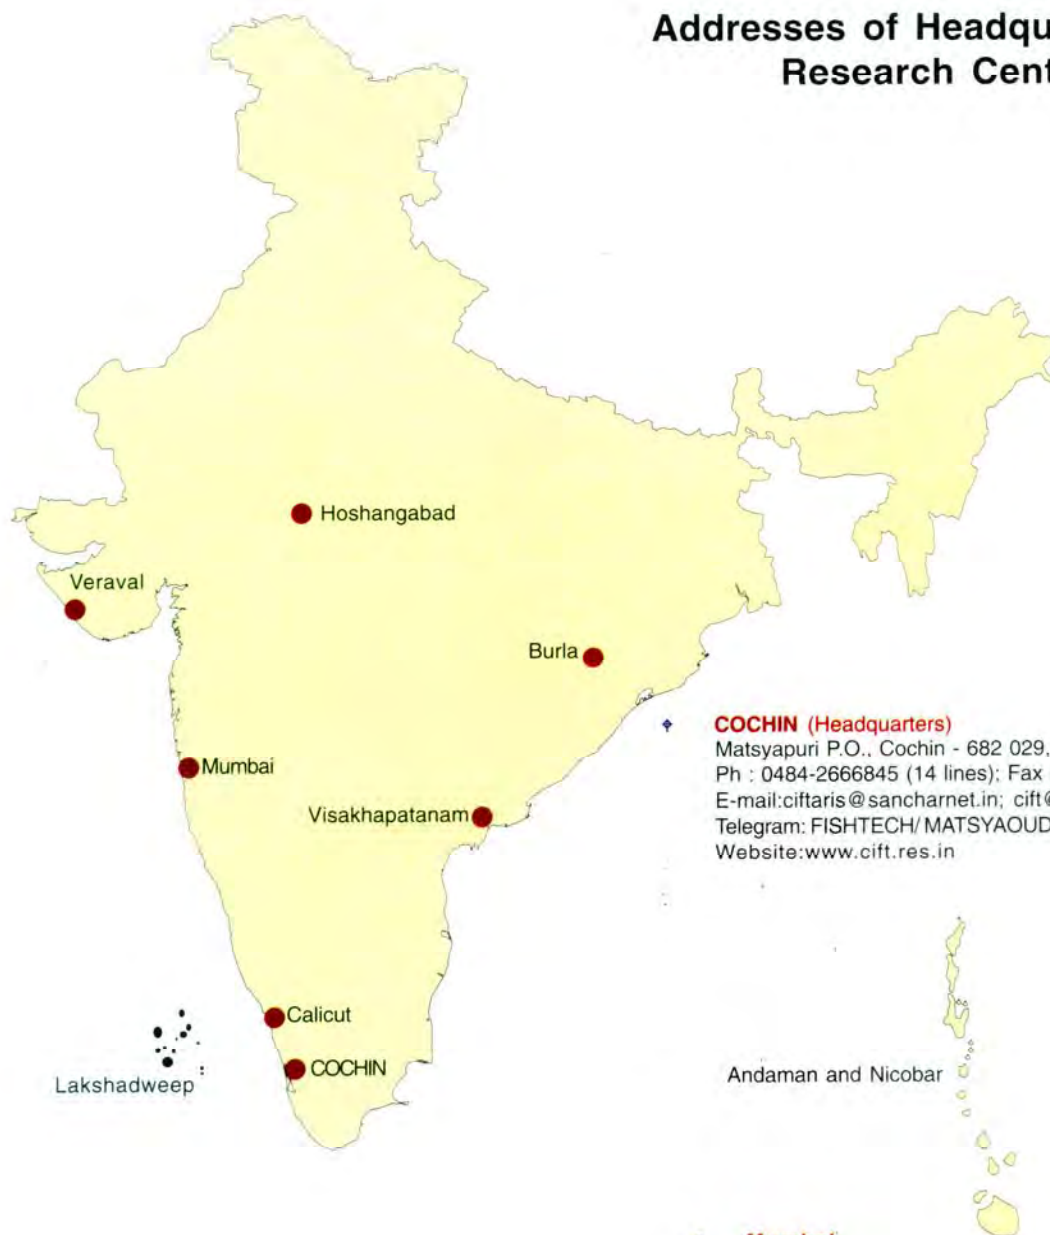 Addresses of Headqu
Research Cent
Hoshangabad
Veraval
Burla
COCHIN (Headquarters)
Matsyapuri P.O., Cochin - 682 029,
Ph : 0484-2666845 (14 lines); Fax
E-mail:ciftaris@sancharnet.in; cift@
Telegram: FISHTECH/ MATSYAOUD
Website:www.cift.res.in
Mumbai
Visakhapatanam
Calicut
COCHIN
Lakshadweep
Andaman and Nicobar